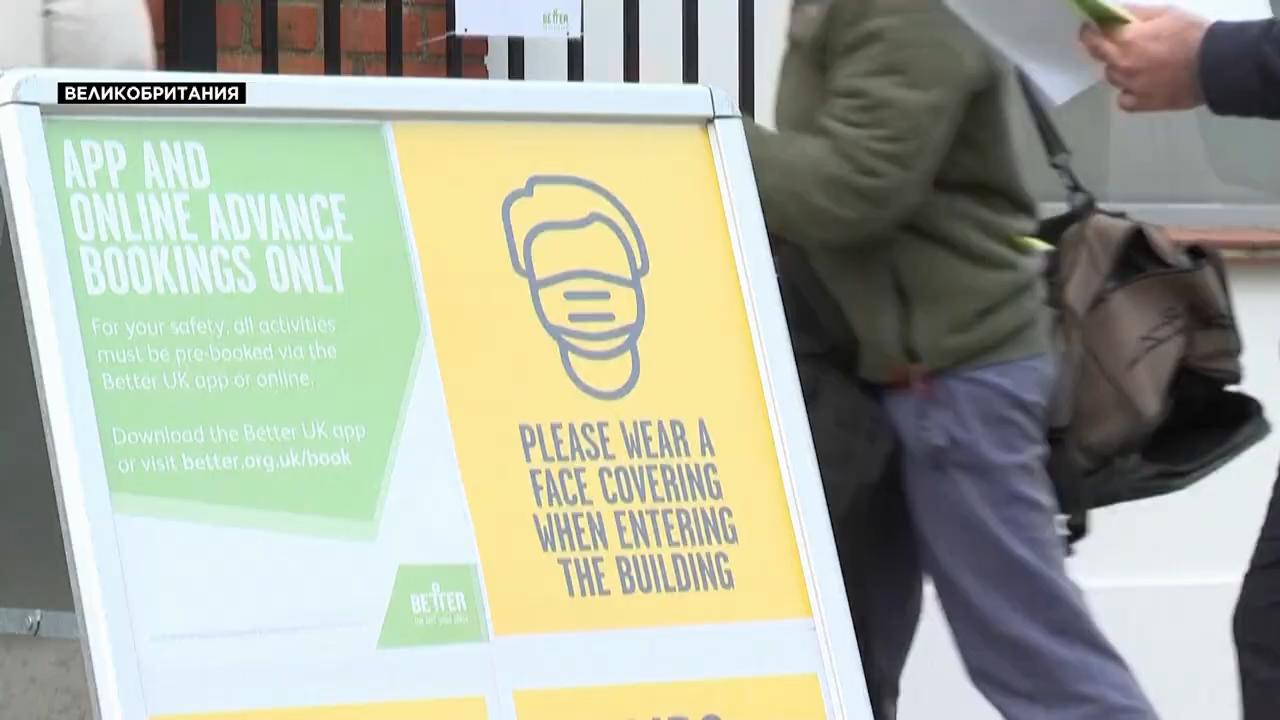 BETTER
ВЕЛИКОБРИТАНИЯ
APP AND
ONLINE ADVANCE
BOOKINGS ONLY
For your safety, all activities
must be pre-booked via the
Better UK app or online.
Download the Better UK app
or visit better.org.uk/book
BETTER
PLEASE WEAR A
FACE COVERING
WHEN ENTERING
THE BUILDING